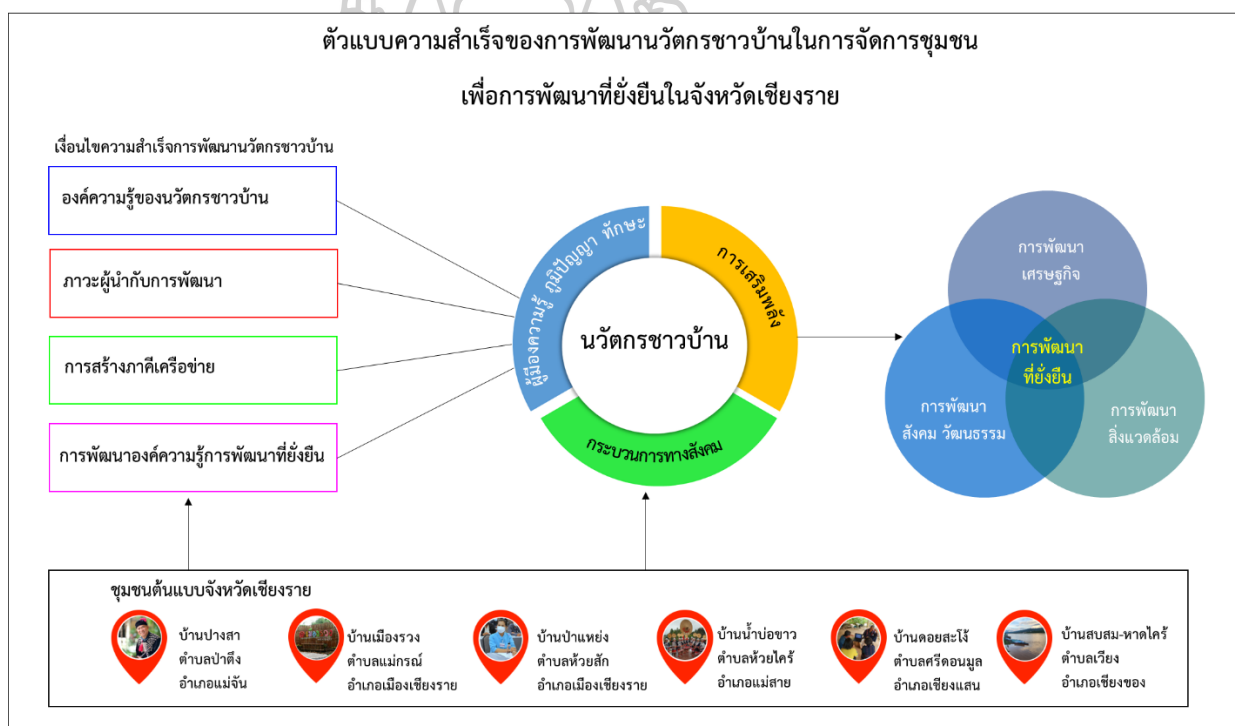 ตัวแบบความสำเร็จของการพัฒนานวัตกรชาวบ้านในการจัดการชุมชน
เพื่อการพัฒนาที่ยั่งยืนในจังหวัดเชียงราย
เงื่อนไขความสำเร็จการพัฒนานวัตกรชาวบ้าน
องค์ความรู้ของนวัตกรชาวบ้าน
ภาวะผู้นำกับการพัฒนา
การสร้างภาคีเครือข่าย
การพัฒนาองค์ความรู้การพัฒนาที่ยั่งยืน
ผู้มีองความรู้ ภูมิปัญญา ทักษะ
การเสริมพลัง
นวัตกรชาวบ้าน
กระบวนการทางสังคม
การพัฒนา
เศรษฐกิจ
การพัฒนา
ที่ยั่งยืน
การพัฒนา
สังคม วัฒนธรรม
การพัฒนา
สิ่งแวดล้อม
ชุมชนต้นแบบจังหวัดเชียงราย
บ้านปางสา
ตำบลป่าตึง
อำเภอแม่จัน
บ้านเมืองรวง
ตำบลแม่กรณ์
อำเภอเมืองเชียงราย
บ้านป่าแหย่ง
ตำบลห้วยสัก
อำเภอเมืองเชียงราย
บ้านน้ำบ่อขาว
ตำบลห้วยไคร้
อำเภอแม่สาย
บ้านดอยสะโง้
ตำบลศรีดอนมูล
อำเภอเชียงแสน
บ้านสบสม-หาดไคร้
ตำบลเวียง
อำเภอเชียงของ